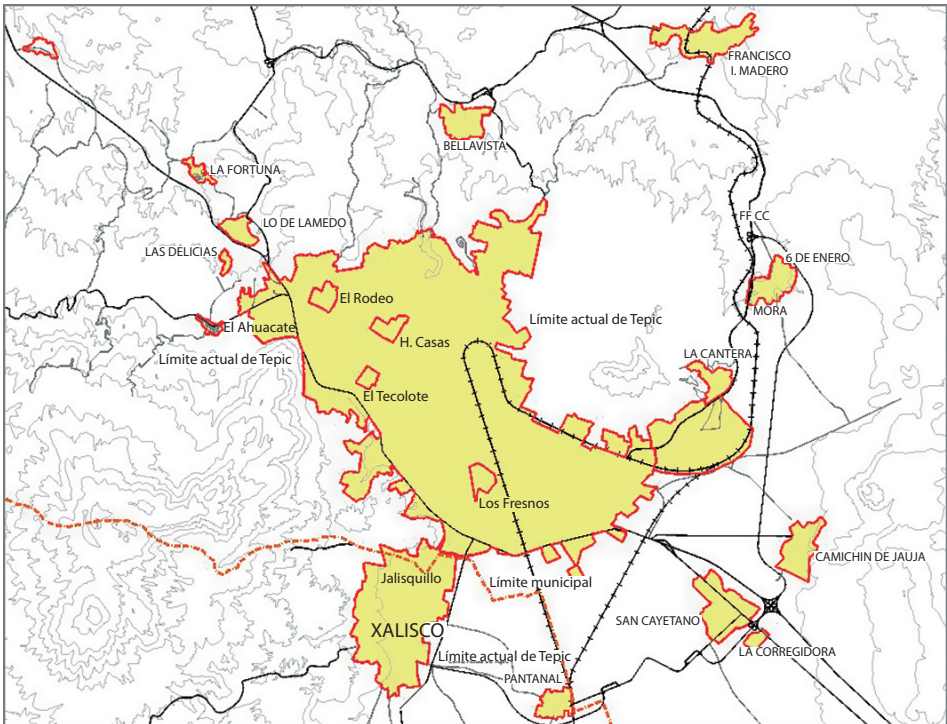 FRANCISCO
I. MADERO
BELLAVISTA
LA FORTUNA
FF CC
LO DE LAMEDO
LAS DELICIAS
6 DE ENERO
El Rodeo
MORA
El Ahuacate
Límite actual de Tepic
H. Casas
Límite actual de Tepic
LA CANTERA
El Tecolote
Los Fresnos
CAMICHIN DE JAUJA
Jalisquillo
Límite municipal
SAN CAYETANO
XALISCO
LA CORREGIDORA
Límite actual de Tepic
PANTANAL